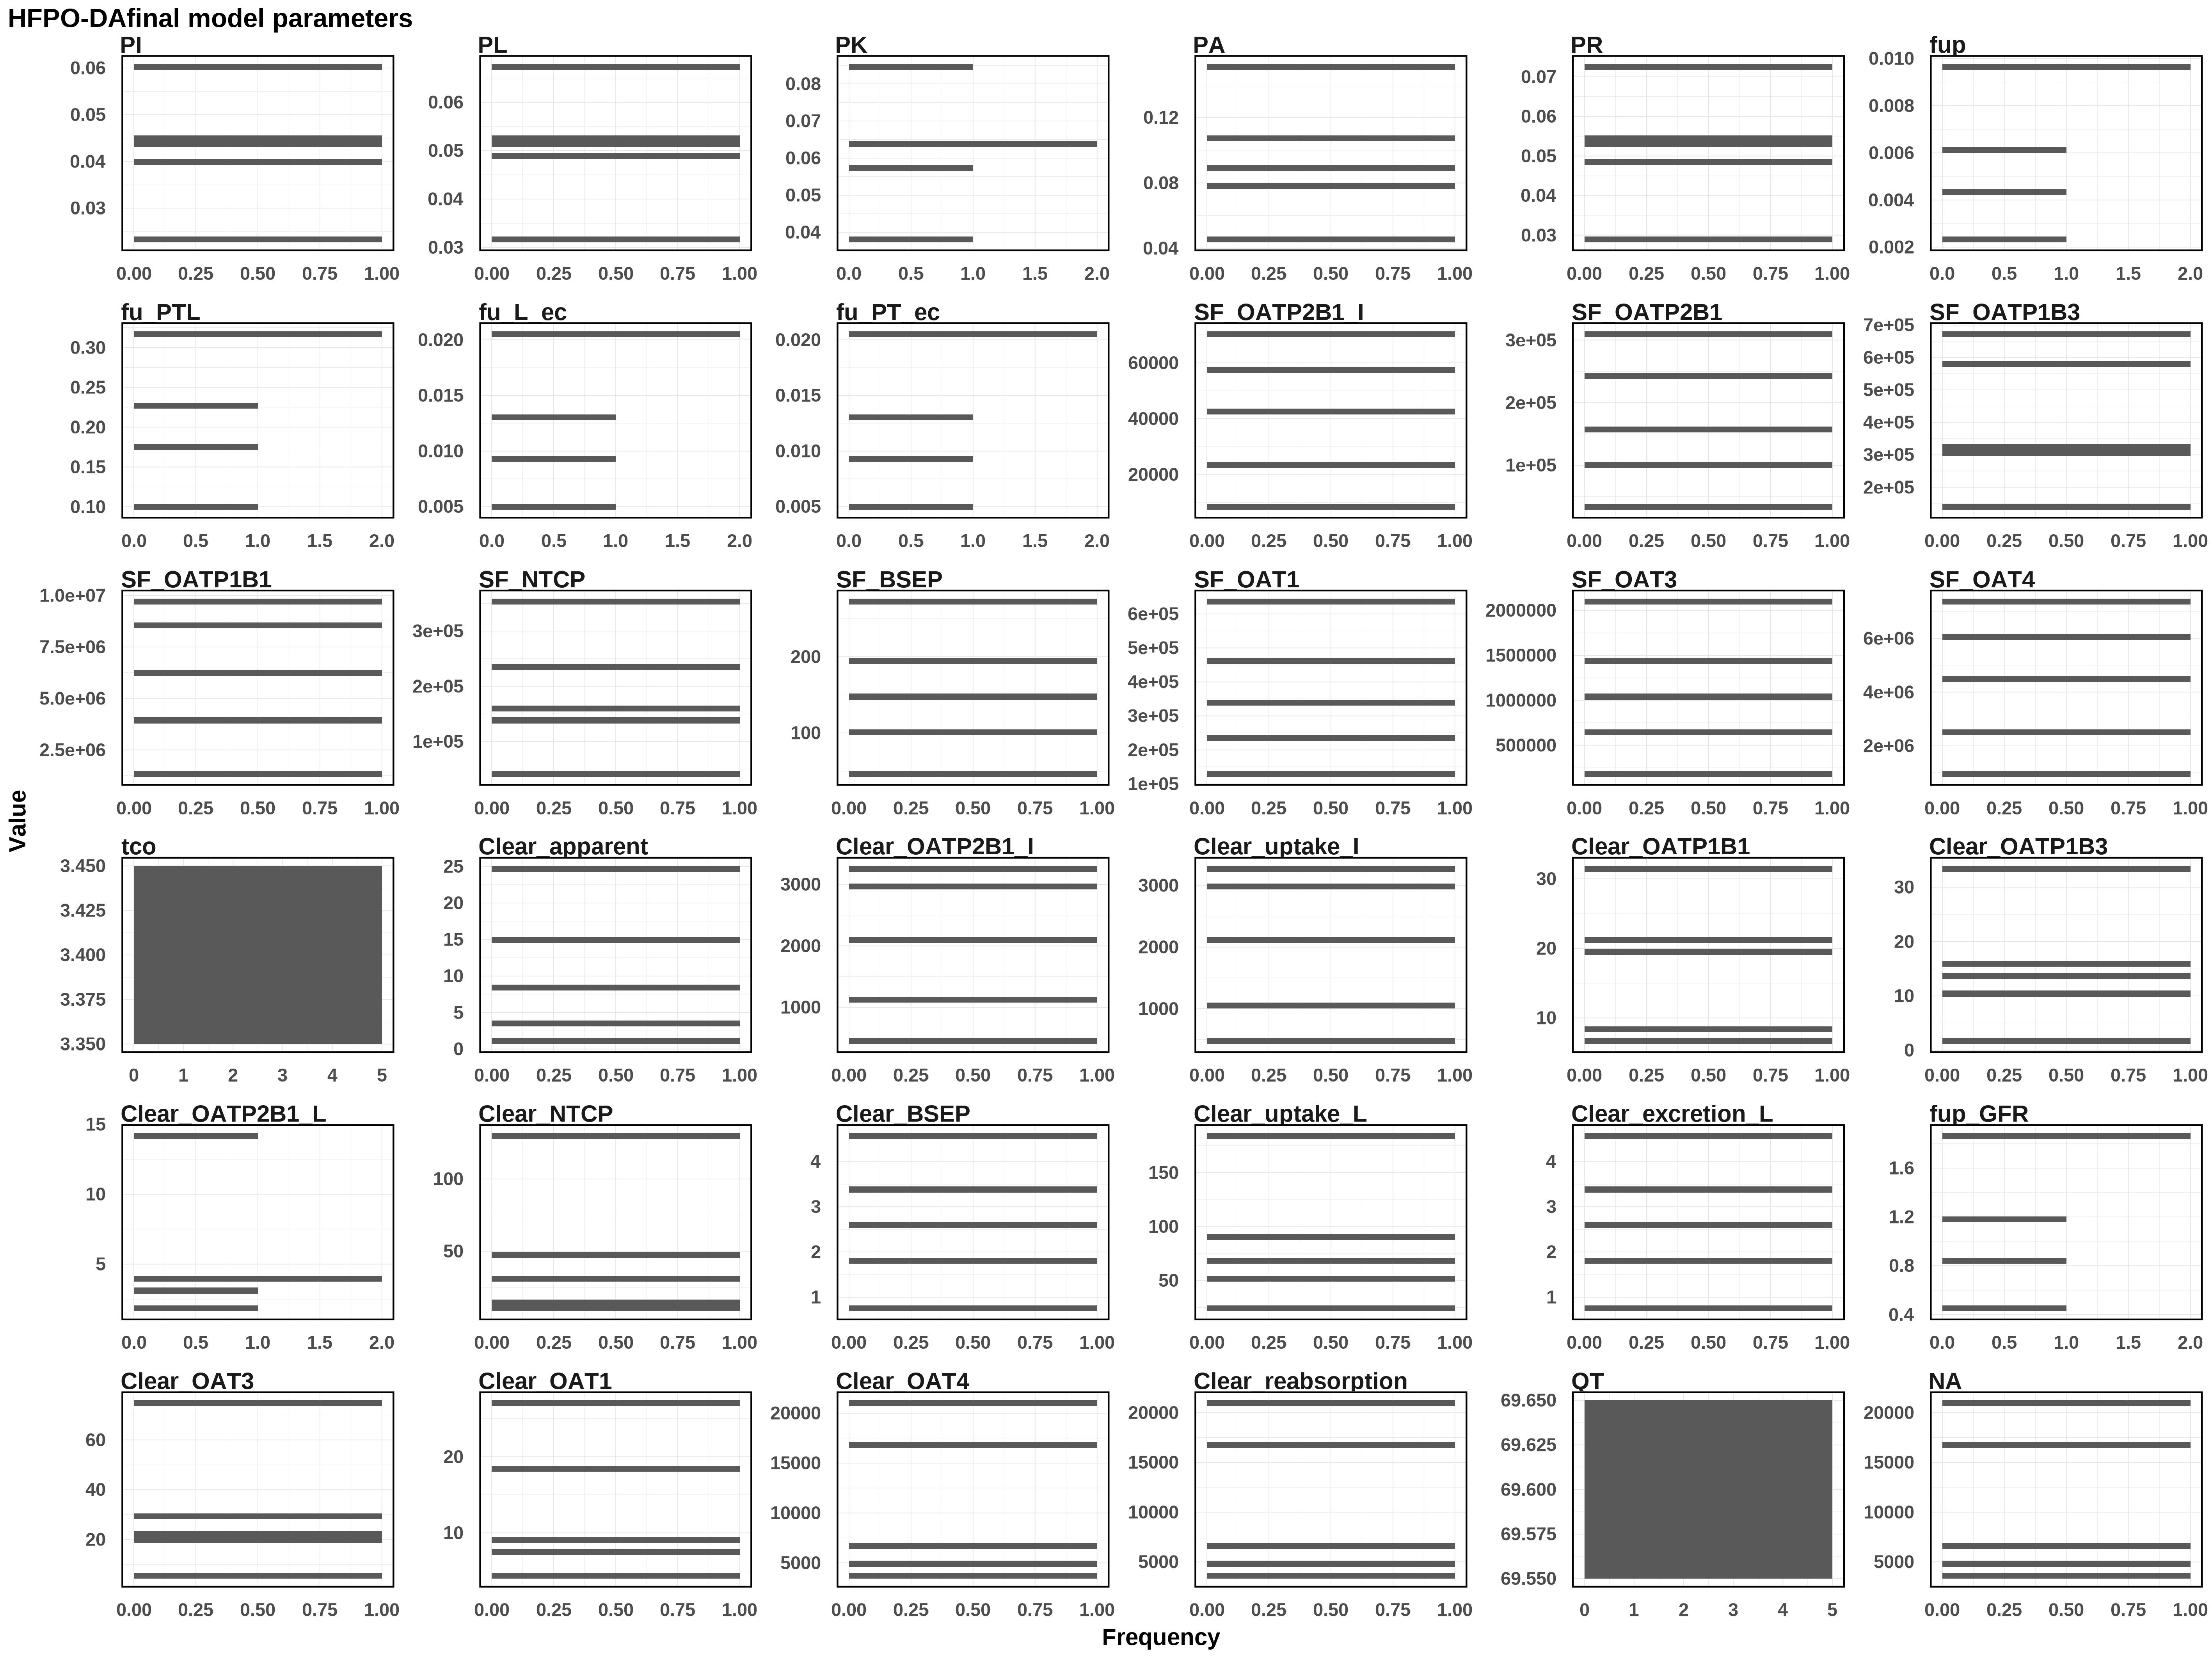 HFPO-DAfinal model parameters
PI PL PK PA PR fup
0.06 0.05 0.04 0.03
0.06 0.05 0.04 0.03
0.08 0.07 0.06 0.05 0.04
0.12 0.08 0.04
0.07 0.06 0.05 0.04 0.03
0.010 0.008 0.006 0.004 0.002
0.00 0.25 0.50 0.75 1.00
0.00 0.25 0.50 0.75 1.00
0.0 0.5 1.0 1.5 2.0
0.00 0.25 0.50 0.75 1.00
0.00 0.25 0.50 0.75 1.00
0.0 0.5 1.0 1.5 2.0
fu_PTL fu_L_ec fu_PT_ec SF_OATP2B1_I SF_OATP2B1 SF_OATP1B3
0.30 0.25 0.20 0.15 0.10
0.020 0.015 0.010 0.005
0.020 0.015 0.010 0.005
60000 40000 20000
3e+05 2e+05 1e+05
7e+05 6e+05 5e+05 4e+05 3e+05 2e+05
0.0 0.5 1.0 1.5 2.0
0.0 0.5 1.0 1.5 2.0
0.0 0.5 1.0 1.5 2.0
0.00 0.25 0.50 0.75 1.00
0.00 0.25 0.50 0.75 1.00
0.00 0.25 0.50 0.75 1.00
SF_OATP1B1 SF_NTCP SF_BSEP SF_OAT1 SF_OAT3 SF_OAT4
1.0e+07 7.5e+06 5.0e+06 2.5e+06
3e+05 2e+05 1e+05
200 100
6e+05 5e+05 4e+05 3e+05 2e+05 1e+05
2000000 1500000 1000000 500000
6e+06 4e+06 2e+06
0.00 0.25 0.50 0.75 1.00
0.00 0.25 0.50 0.75 1.00
0.00 0.25 0.50 0.75 1.00
0.00 0.25 0.50 0.75 1.00
0.00 0.25 0.50 0.75 1.00
0.00 0.25 0.50 0.75 1.00
Value
tco Clear_apparent Clear_OATP2B1_I Clear_uptake_I Clear_OATP1B1 Clear_OATP1B3
3.450 3.425 3.400 3.375 3.350
25 20 15 10 5 0
3000 2000 1000
3000 2000 1000
30 20 10
30 20 10 0
0 1 2 3 4 5
0.00 0.25 0.50 0.75 1.00
0.00 0.25 0.50 0.75 1.00
0.00 0.25 0.50 0.75 1.00
0.00 0.25 0.50 0.75 1.00
0.00 0.25 0.50 0.75 1.00
Clear_OATP2B1_L Clear_NTCP Clear_BSEP Clear_uptake_L Clear_excretion_L fup_GFR
15 10 5
100 50
4 3 2 1
150 100 50
4 3 2 1
1.6 1.2 0.8 0.4
0.0 0.5 1.0 1.5 2.0
0.00 0.25 0.50 0.75 1.00
0.00 0.25 0.50 0.75 1.00
0.00 0.25 0.50 0.75 1.00
0.00 0.25 0.50 0.75 1.00
0.0 0.5 1.0 1.5 2.0
Clear_OAT3 Clear_OAT1 Clear_OAT4 Clear_reabsorption QT NA
60 40 20
20 10
20000 15000 10000 5000
20000 15000 10000 5000
69.650 69.625 69.600 69.575 69.550
20000 15000 10000 5000
0.00 0.25 0.50 0.75 1.00
0.00 0.25 0.50 0.75 1.00
0.00 0.25 0.50 0.75 1.00
0.00 0.25 0.50 0.75 1.00
0 1 2 3 4 5
0.00 0.25 0.50 0.75 1.00
Frequency